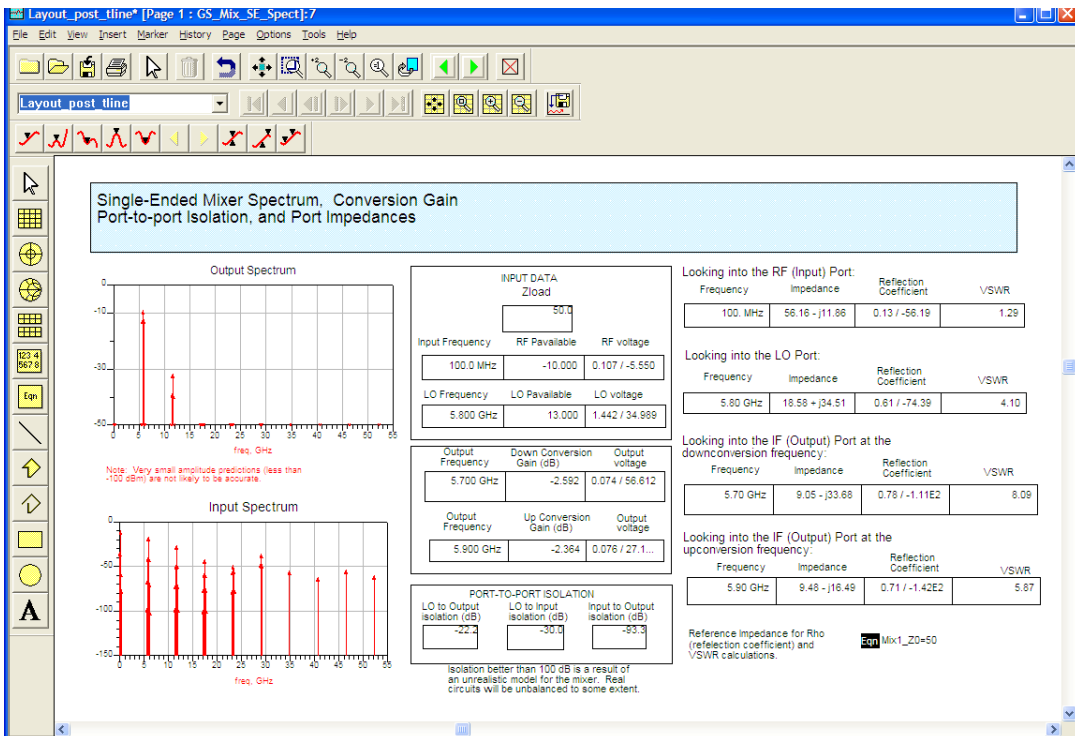 Layout_post_tline* [Page 1 : GS_Mix_SE_Spect]:7
File Edit View Insert Marker History Page Options Tools Help
Layout_post_tline
123 4
567 8
Eqn
A
Single-Ended Mixer Spectrum, Conversion Gain
Port-to-port Isolation, and Port Impedances
Output Spectrum
0
-10
-30
-50
0 5 10 15 20 25 30 35 40 45 50 55
freq, GHz
Note: Very small amplitude predictions (less than
-100 dBm) are not likely to be accurate.
Input Spectrum
0
-50
-100
-150
0 5 10 15 20 25 30 35 40 45 50 55
freq, GHz
INPUT DATA
Zload
50.0
Input Frequency RF Pavailable RF voltage
100.0 MHz -10.000 0.107 / -5.550
LO Frequency LO Pavailable LO voltage
5.800 GHz 13.000 1.442 / 34.989
Output Frequency Down Conversion Gain (dB) Output voltage
5.700 GHz -2.592 0.074 / 56.612
Output Frequency Up Conversion Gain (dB) Output voltage
5.900 GHz -2.364 0.076 / 27.1...
PORT-TO-PORT ISOLATION
LO to Output isolation (dB) LO to Input isolation (dB) Input to Output isolation (dB)
-22.2 -30.0 -93.3
Isolation better than 100 dB is a result of
an unrealistic model for the mixer. Real
circuits will be unbalanced to some extent.
Looking into the RF (Input) Port:
Frequency Impedance Reflection Coefficient VSWR
100. MHz 56.16 - j11.86 0.13 / -56.19 1.29
Looking into the LO Port:
Frequency Impedance Reflection Coefficient VSWR
5.80 GHz 18.58 + j34.51 0.61 / -74.39 4.10
Looking into the IF (Output) Port at the
downconversion frequency:
Frequency Impedance Reflection Coefficient VSWR
5.70 GHz 9.05 - j33.68 0.78 / -1.11E2 8.09
Looking into the IF (Output) Port at the
upconversion frequency:
Frequency Impedance Reflection Coefficient VSWR
5.90 GHz 9.48 - j16.49 0.71 / -1.42E2 5.87
Reference Impedance for Rho
(refelection coefficient) and
VSWR calculations.
Eqn Mix1_Z0=50